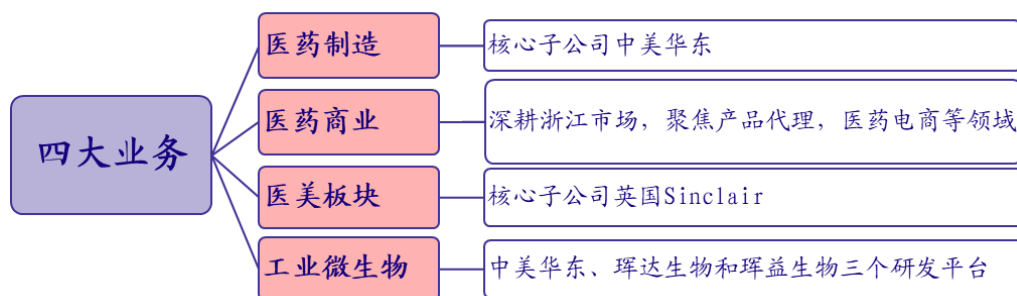 四大业务
医药制造
核心子公司中美华东
医药商业
深耕浙江市场，聚焦产品代理，医药电商等领域
医美板块
核心子公司英国Sinclair
工业微生物
中美华东、珲达生物和珲益生物三个研发平台